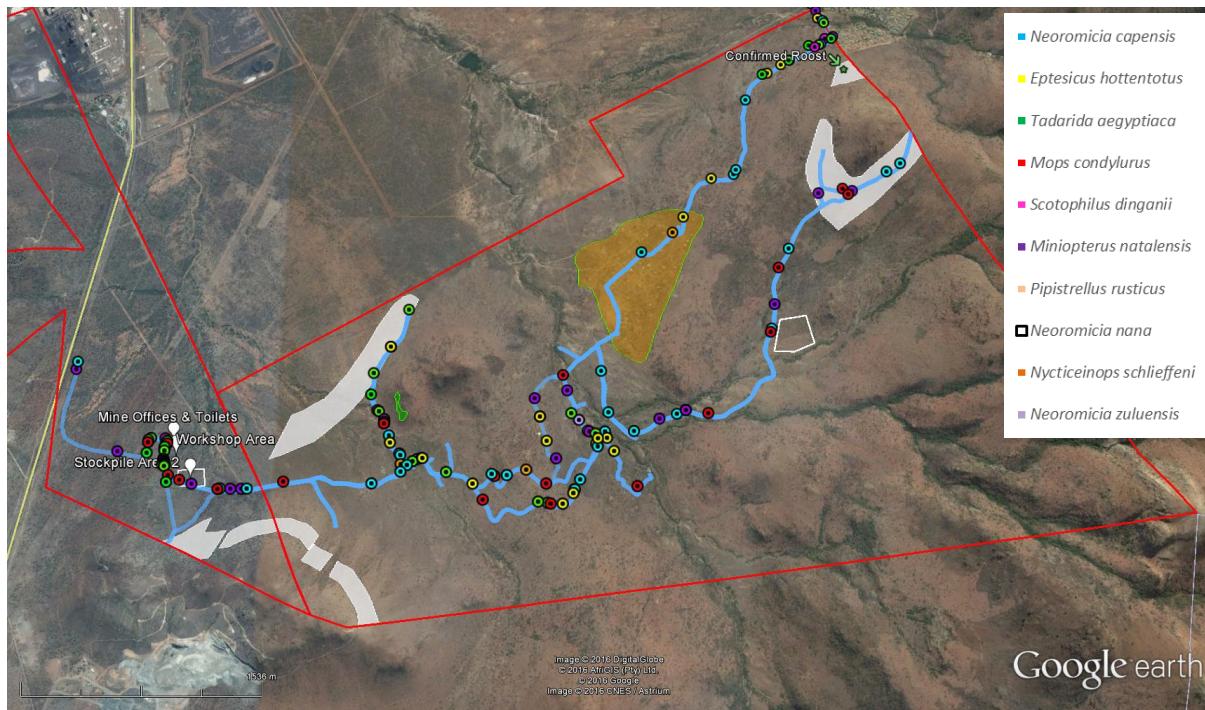 Confirmed Roost
Neoromicia capensis
Eptesicus hottentotus
Tadarida aegyptiaca
Mops condylurus
Scotophilus dinganii
Miniopterus natalensis
Pipistrellus rusticus
Neoromicia nana
Nycticeinops schlieffeni
Neoromicia zuluensis
Mine Offices & Toilets
Workshop Area
Stockpile Area 2
1536 m
Image © 2016 DigitalGlobe
© 2016 AfriGIS (Pty) Ltd.
© 2016 Google
Image © 2016 CNES / Astrium
Google earth